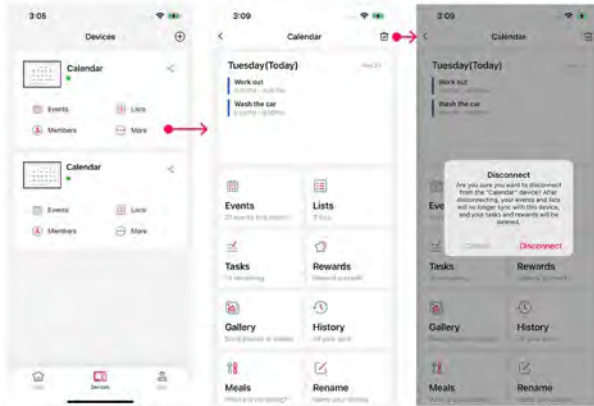 3:05
Devices
Calendar
Events
Lists
Members
More
Calendar
Events
Lists
Members
More
Devices
3:09
Calendar
Tuesday(Today)
Work out
Wash the car
Events
Lists
Tasks
Rewards
Gallery
History
Meals
Rename
3:09
Calendar
Tuesday(Today)
Work out
Wash the car
Disconnect
Are you sure you want to disconnect
from the "Calendar" device? After
disconnecting, your events and lists
will no longer sync with this device,
and your tasks and rewards will be
deleted.
Cancel
Disconnect
Tasks
Rewards
Gallery
History
Meals
Rename